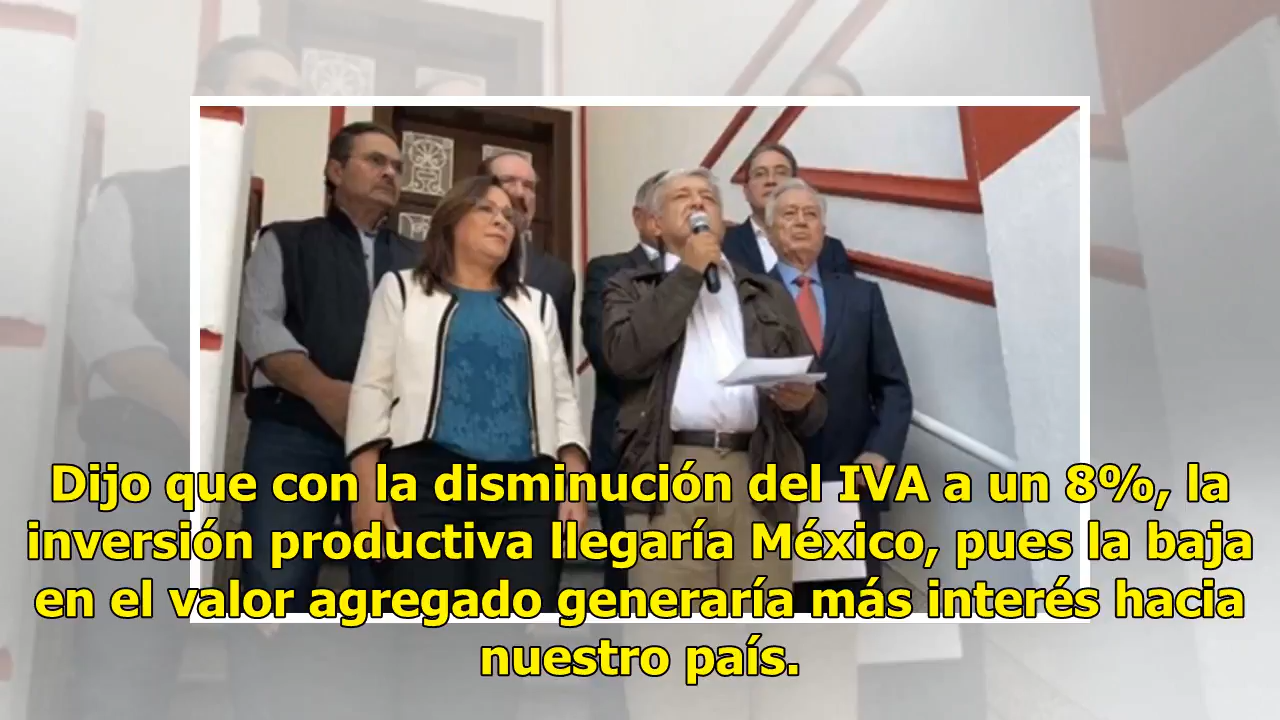 Dijo que con la disminución del IVA a un 8%, la
inversión productiva llegaría México, pues la baja
en el valor agregado generaría más interés hacia
nuestro país.